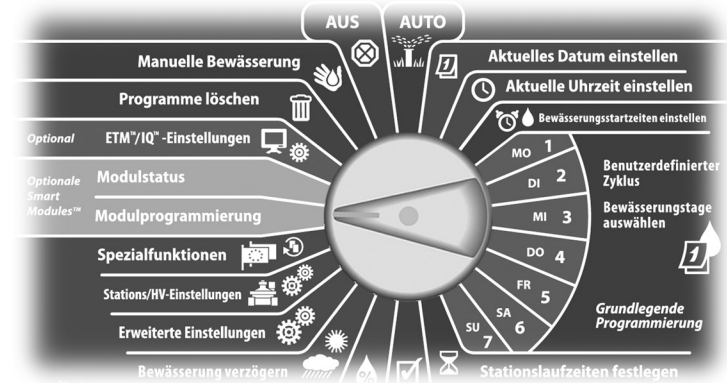 AUS
AUTO
Manuelle Bewässerung
Programme löschen
Optional
ETM™/IQ™ -Einstellungen
Optionale
Smart
Modules™
Modulstatus
Modulprogrammierung
Spezialfunktionen
Stations/HV-Einstellungen
Erweiterte Einstellungen
Bewässerung verzögern
1
Aktuelles Datum einstellen
Aktuelle Uhrzeit einstellen
Bewässerungsstartzeiten einstellen
MO 1
DI 2
MI 3
DO 4
FR 5
SA 6
SU 7
Benutzerdefinierter
Zyklus
Bewässerungstage
auswählen
1
Grundlegende
Programmierung
Stationslaufzeiten festlegen
%